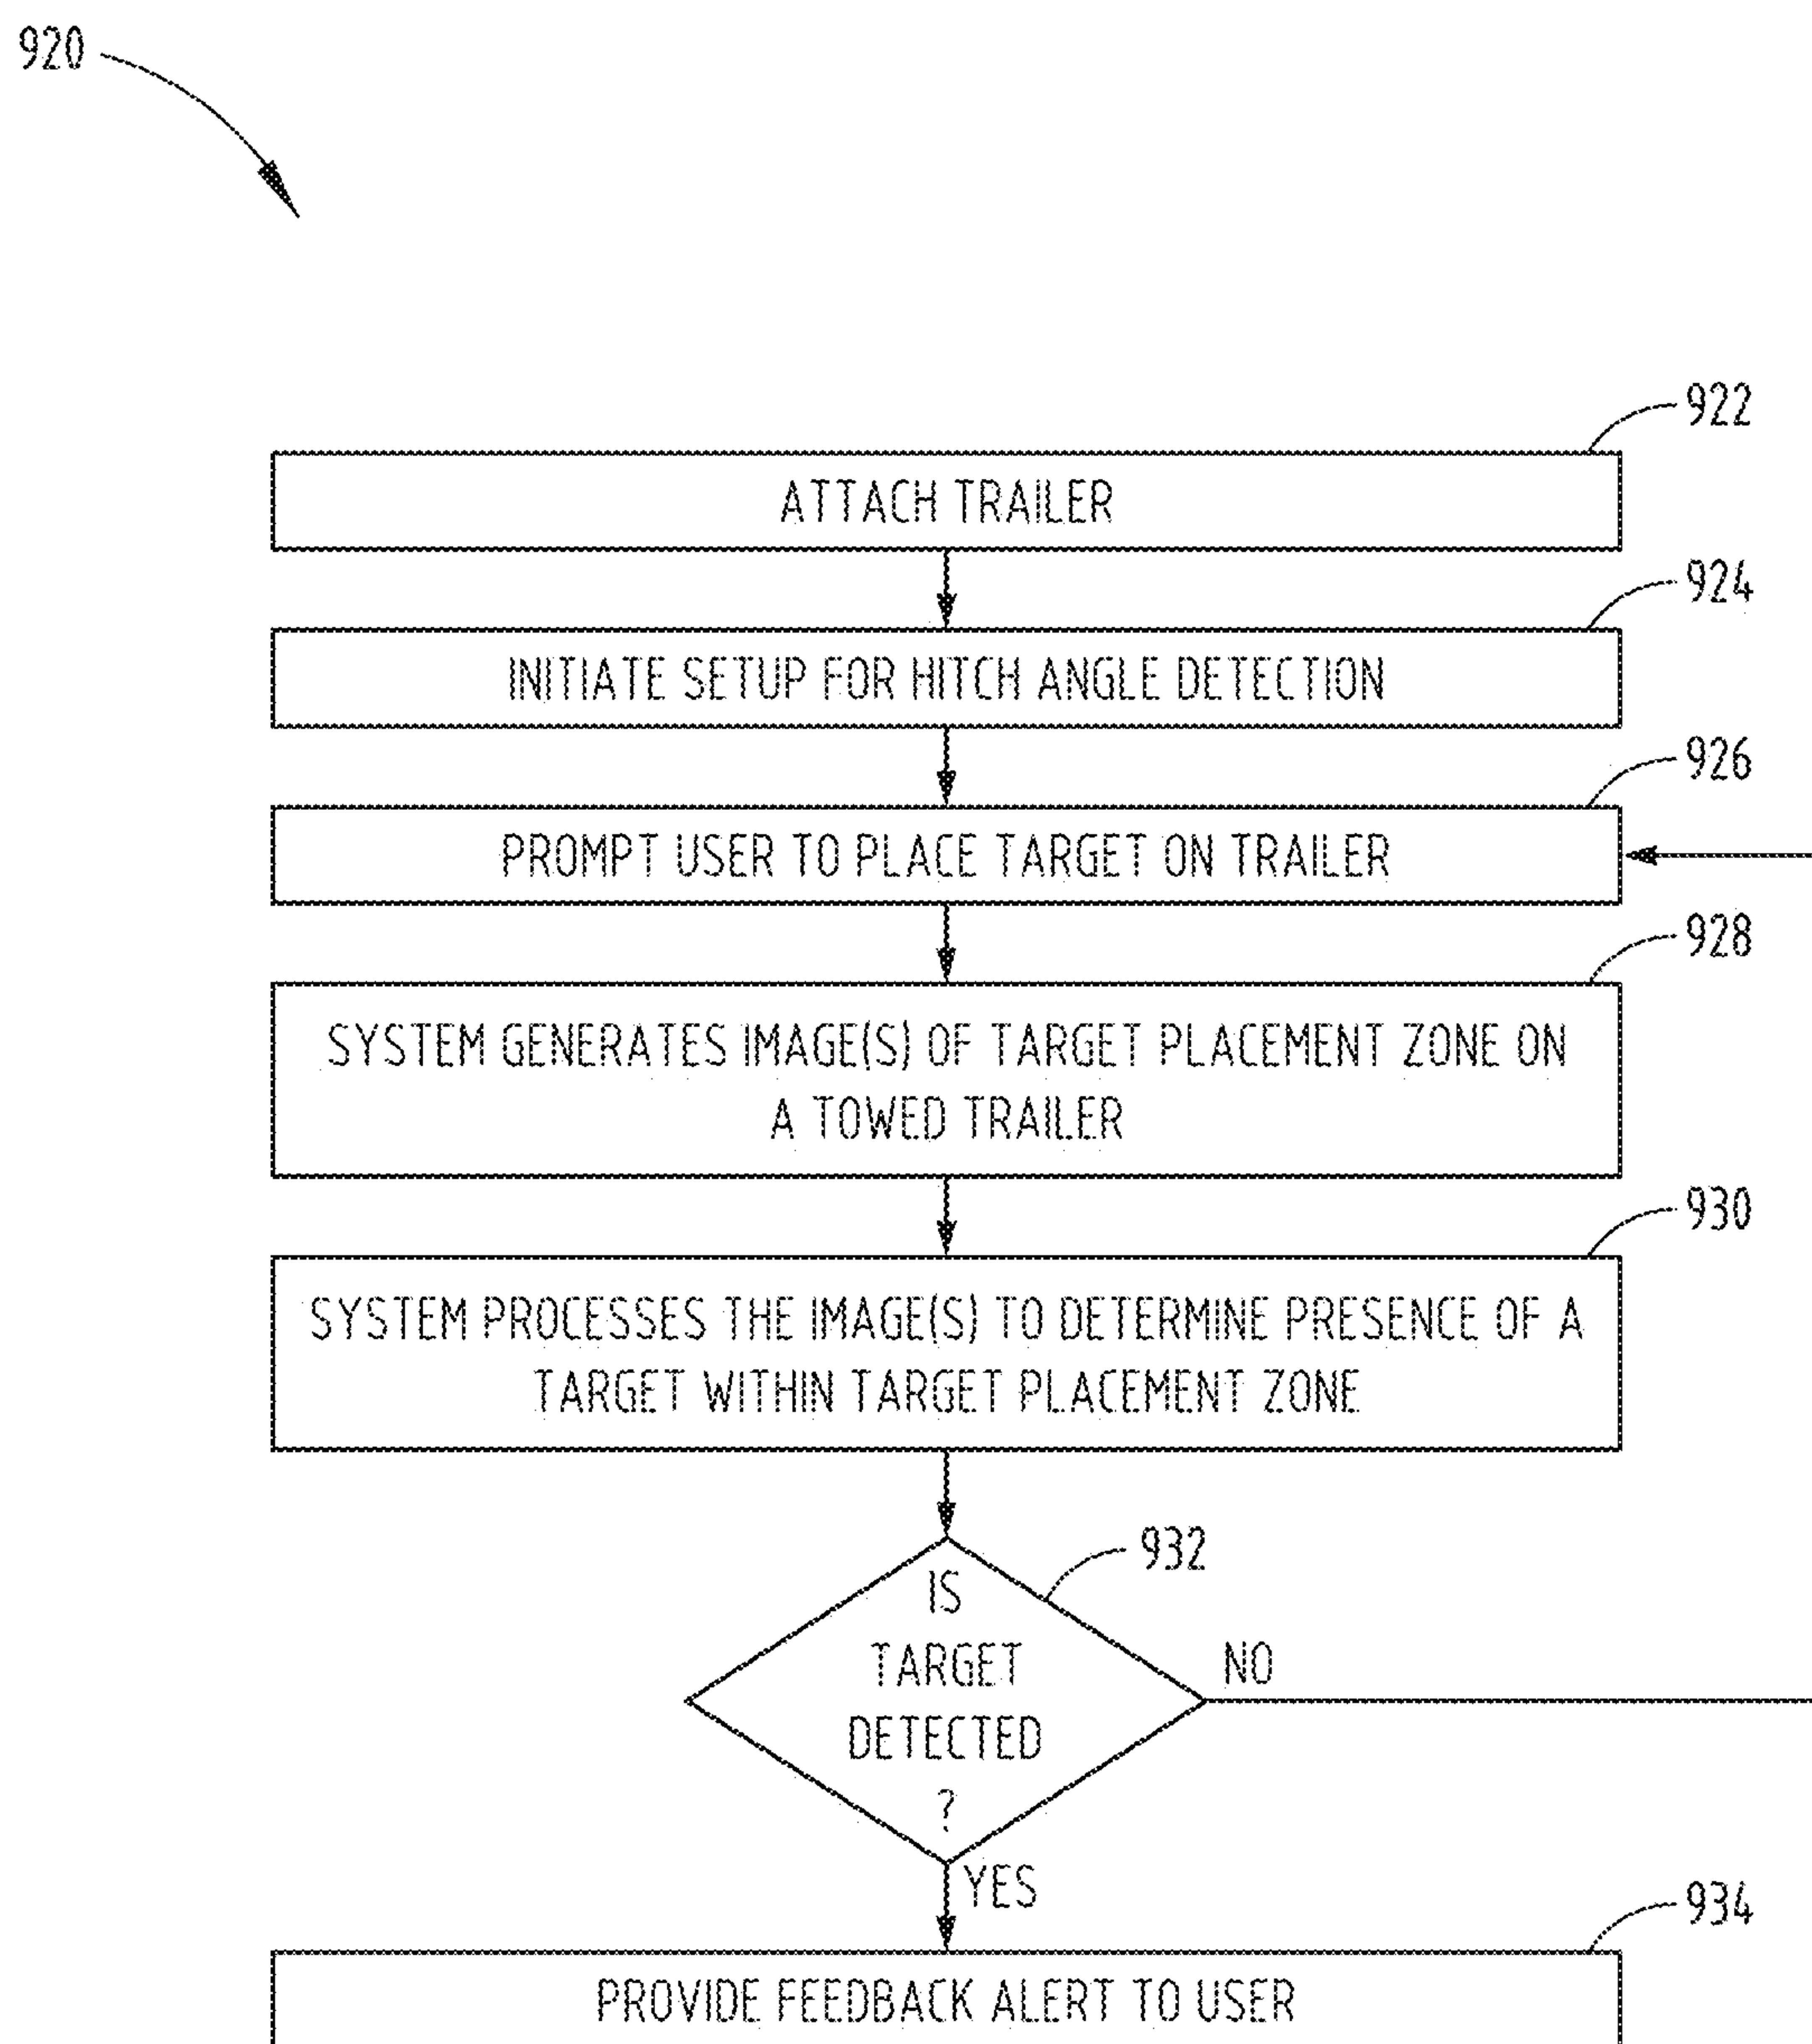 920
922
ATTACH TRAILER
924
INITIATE SETUP FOR HITCH ANGLE DETECTION
926
PROMPT USER TO PLACE TARGET ON TRAILER
928
SYSTEM GENERATES IMAGE(S) OF TARGET PLACEMENT ZONE ON
A TOWED TRAILER
930
SYSTEM PROCESSES THE IMAGE(S) TO DETERMINE PRESENCE OF A
TARGET WITHIN TARGET PLACEMENT ZONE
932
IS
TARGET
DETECTED
?
NO
YES
934
PROVIDE FEEDBACK ALERT TO USER